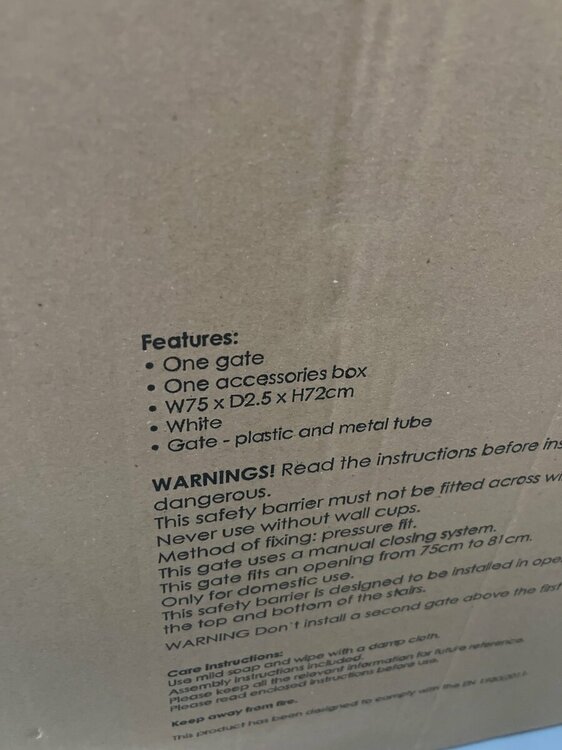 Features:
• One gate
• One accessories box
• W75 x D2.5 x H72cm
• White
• Gate - plastic and metal tube
WARNINGS! Read the instructions before ins
dangerous.
This safety barrier must not be fitted across wi
Never use without wall cups.
Method of fixing: pressure fit.
This gate uses a manual closing system.
This gate fits an opening from 75cm to 81cm.
Only for domestic use.
This safety barrier is designed to be installed in ope
the top and bottom of the stairs.
WARNING Don`t install a second gate above the first
Care Instructions:
Use mild soap and wipe with a damp cloth.
Assembly instructions included.
Please keep all the relevant information for future reference.
Please read enclosed instructions before use.
Keep away from fire.
This product has been designed to comply with the EN